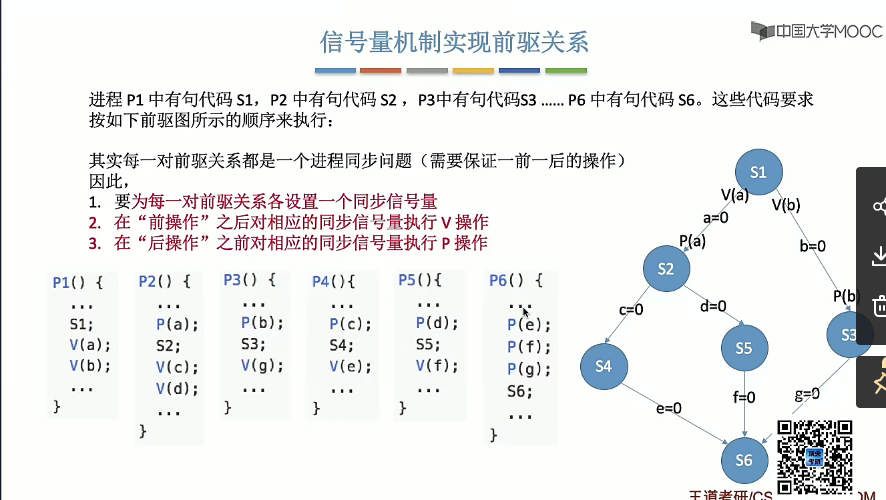 信号量机制实现前驱关系
中国大学MOOC
进程 P1 中有句代码 S1，P2 中有句代码 S2 ，P3中有句代码S3 …… P6 中有句代码 S6。这些代码要求
按如下前驱图所示的顺序来执行：
其实每一对前驱关系都是一个进程同步问题（需要保证一前一后的操作）
因此，
1. 要为每一对前驱关系各设置一个同步信号量
2. 在“前操作”之后对相应的同步信号量执行 V 操作
3. 在“后操作”之前对相应的同步信号量执行 P 操作
P1() {
...
S1;
V(a);
V(b);
...
}
P2() {
...
P(a);
S2;
V(c);
V(d);
...
}
P3() {
...
P(b);
S3;
V(g);
...
}
P4(){
...
P(c);
S4;
V(e);
...
}
P5(){
...
P(d);
S5;
V(f);
...
}
P6() {
...
P(e);
P(f);
P(g);
S6;
...
}
S1
V(a)
V(b)
a=0
P(a)
b=0
S2
P(b)
c=0
d=0
S3
S4
S5
e=0
f=0
g=0
S6
王道考研/CS
OM